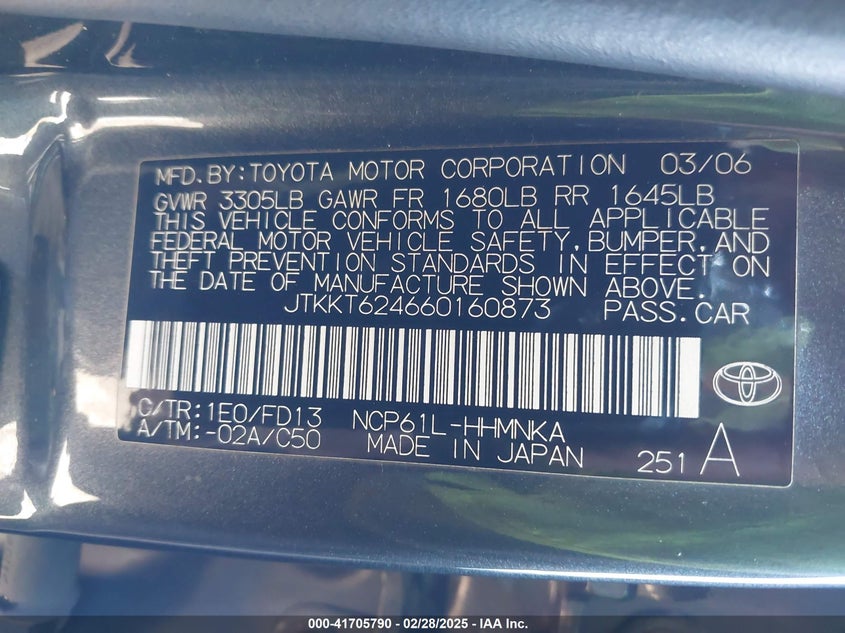 MFD.BY:TOYOTA MOTOR CORPORATION 03/06
GVWR 3305LB GAWR FR 1680LB RR 1645LB
THIS VEHICLE CONFORMS TO ALL APPLICABLE
FEDERAL MOTOR VEHICLE SAFETY,BUMPER,AND
THEFT PREVENTION STANDARDS IN EFFECT ON
THE DATE OF MANUFACTURE SHOWN ABOVE.
JTKKT624660160873 PASS.CAR
C/TR:1E0/FD13 NCP61L-HHMNKA
A/TM:-02A/C50 MADE IN JAPAN 251 A
000-41705790 - 02/28/2025 - IAA Inc.